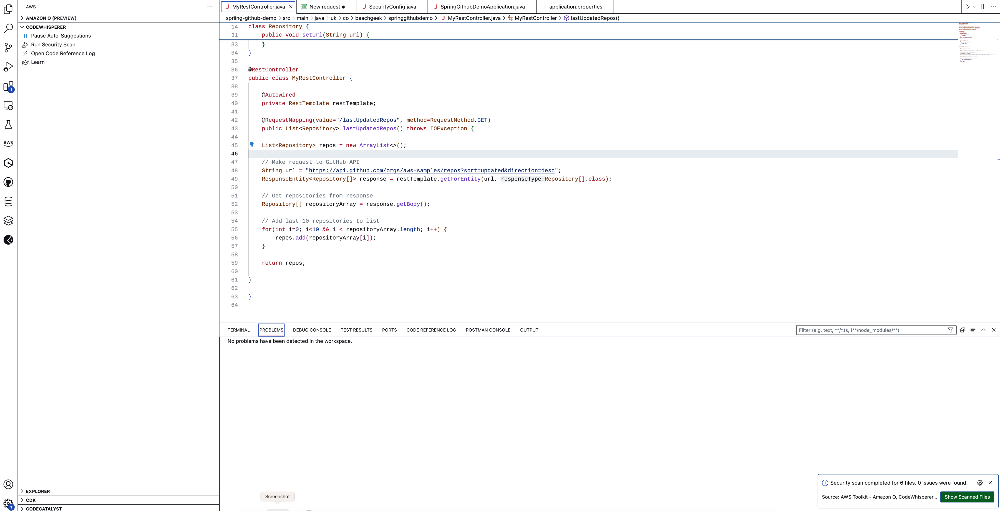 AWS
AMAZON Q (PREVIEW)
CODEWHISPERER
Pause Auto-Suggestions
Run Security Scan
Open Code Reference Log
Learn
1
aws
1
EXPLORER
CDK
CODECATALYST
MyRestController.java
HTTP New request
J SecurityConfig.java
J SpringGithubDemoApplication.java
application.properties
spriing-github-demo > src > main > java > uk > co > beachgeek > springgithubdemo > J MyRestController.java > MyRestController > lastUpdatedRepos()
14 class Repository {
31 public void setUrl(String url) {
33 }
34 }
35
36 @RestController
37 public class MyRestController {
38
39 @Autowired
40 private RestTemplate restTemplate;
41
42 @RequestMapping(value="/lastUpdatedRepos", method=RequestMethod.GET)
43 public List<Repository> lastUpdatedRepos() throws IOException {
44
45 List<Repository> repos = new ArrayList<>();
46
47 // Make request to GitHub API
48 String url = "https://api.github.com/orgs/aws-samples/repos?sort=updated&direction=desc";
49 ResponseEntity<Repository[]> response = restTemplate.getForEntity(url, responseType:Repository[].class);
50
51 // Get repositories from response
52 Repository[] repositoryArray = response.getBody();
53
54 // Add last 10 repositories to list
55 for(int i=0; i<10 && i < repositoryArray.length; i++) {
56 repos.add(repositoryArray[i]);
57 }
58
59 return repos;
60
61 }
62
63 }
64
TERMINAL PROBLEMS DEBUG CONSOLE TEST RESULTS PORTS CODE REFERENCE LOG POSTMAN CONSOLE OUTPUT
Filter (e.g. text, **/*.ts, !**/node_modules/**)
No problems have been detected in the workspace.
Screenshot
Security scan completed for 6 files. 0 issues were found.
Source: AWS Toolkit - Amazon Q, CodeWhisperer...
Show Scanned Files